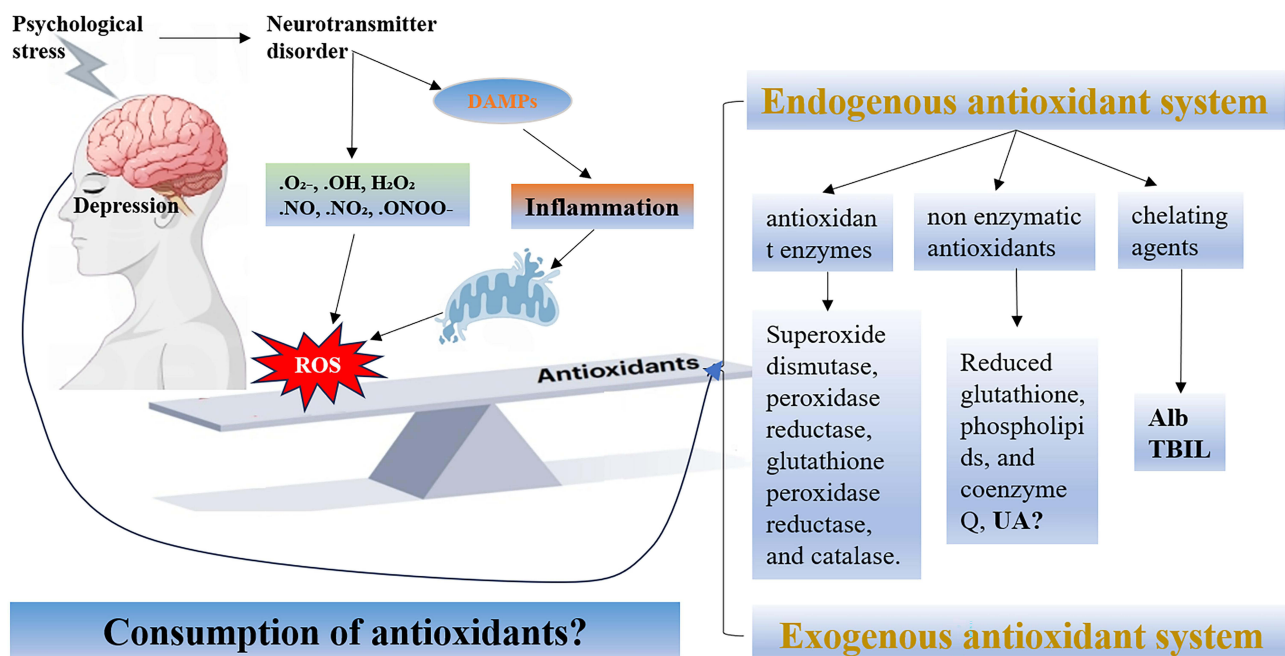 Psychological
stress
Neurotransmitter
disorder
DAMPs
Depression
.O₂-, .OH, H₂O₂
.NO, .NO₂, .ONOO-
Inflammation
ROS
Antioxidants
Consumption of antioxidants?
Endogenous antioxidant system
antioxidan
t enzymes
non enzymatic
antioxidants
chelating
agents
Superoxide
dismutase,
peroxidase
reductase,
glutathione
peroxidase
reductase,
and catalase.
Reduced
glutathione,
phospholipi
ds, and
coenzyme
Q, UA?
Alb
TBIL
Exogenous antioxidant system